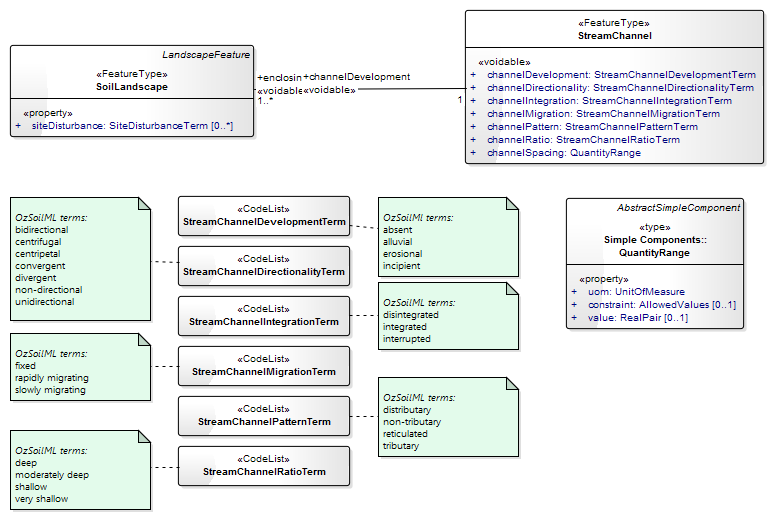 LandscapeFeature
«FeatureType»
SoilLandscape
«property»
+ siteDisturbance: SiteDisturbanceTerm [0..*]
+enclosin +channelDevelopment
«voidable «voidable»
1..*
1
«FeatureType»
StreamChannel
«voidable»
+ channelDevelopment: StreamChannelDevelopmentTerm
+ channelDirectionality: StreamChannelDirectionalityTerm
+ channelIntegration: StreamChannelIntegrationTerm
+ channelMigration: StreamChannelMigrationTerm
+ channelPattern: StreamChannelPatternTerm
+ channelRatio: StreamChannelRatioTerm
+ channelSpacing: QuantityRange
OzSoilML terms:
bidirectional
centrifugal
centripetal
convergent
divergent
non-directional
unidirectional
OzSoilML terms:
fixed
rapidly migrating
slowly migrating
OzSoilML terms:
deep
moderately deep
shallow
very shallow
«CodeList»
StreamChannelDevelopmentTerm
«CodeList»
StreamChannelDirectionalityTerm
«CodeList»
StreamChannelIntegrationTerm
«CodeList»
StreamChannelMigrationTerm
«CodeList»
StreamChannelPatternTerm
«CodeList»
StreamChannelRatioTerm
OzSoilMl terms:
absent
alluvial
erosional
incipient
OzSoilML terms:
disintegrated
integrated
interrupted
OzSoilML terms:
distributary
non-tributary
reticulated
tributary
AbstractSimpleComponent
«type»
Simple Components::
QuantityRange
«property»
+ uom: UnitOfMeasure
+ constraint: AllowedValues [0..1]
+ value: RealPair [0..1]